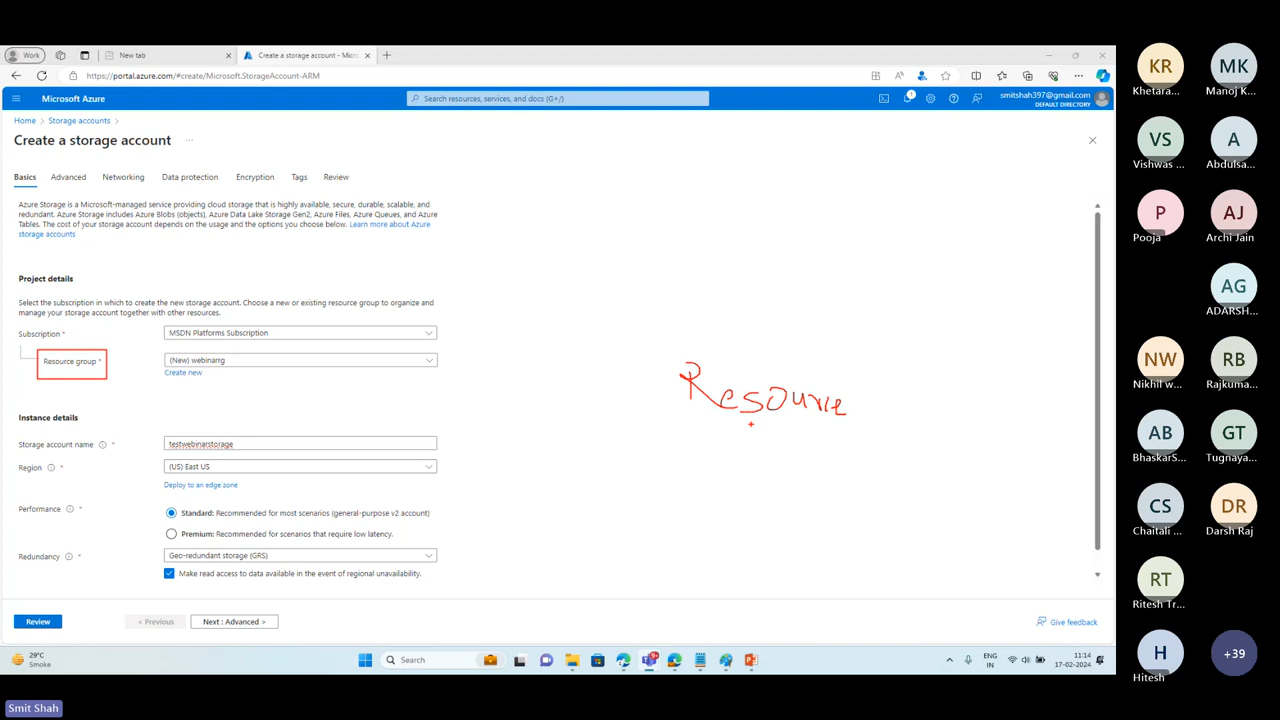 Work
New tab
Create a storage account - Micro
https://portal.azure.com/#create/Microsoft.StorageAccount-ARM
Microsoft Azure
Search resources, services, and docs (G+/)
1
smitshah397@gmail.com
DEFAULT DIRECTORY
Home > Storage accounts >
Create a storage account ...
Basics Advanced Networking Data protection Encryption Tags Review
Azure Storage is a Microsoft-managed service providing cloud storage that is highly available, secure, durable, scalable, and
redundant. Azure Storage includes Azure Blobs (objects), Azure Data Lake Storage Gen2, Azure Files, Azure Queues, and Azure
Tables. The cost of your storage account depends on the usage and the options you choose below. Learn more about Azure
storage accounts
Project details
Select the subscription in which to create the new storage account. Choose a new or existing resource group to organize and
manage your storage account together with other resources.
Subscription * MSDN Platforms Subscription
Resource group * (New) webinarrg
Create new
Resource
Instance details
Storage account name * testwebinarstorage
Region * (US) East US
Deploy to an edge zone
Performance * Standard: Recommended for most scenarios (general-purpose v2 account)
Premium: Recommended for scenarios that require low latency.
Redundancy * Geo-redundant storage (GRS)
Make read access to data available in the event of regional unavailability.
Review < Previous Next : Advanced > Give feedback
29°C
Smoke
Search
ENG
IN
11:14
17-02-2024
Smit Shah
KR MK
Khetara... Manoj K...
VS A
Vishwas ... Abdulsa...
P AJ
Pooja Archi Jain
AG
ADARSH...
NW RB
Nikhil w... Rajkuma...
AB GT
BhaskarS... Tugnaya...
CS DR
Chaitali ... Darsh Raj
RT
Ritesh Tr...
H +39
Hitesh